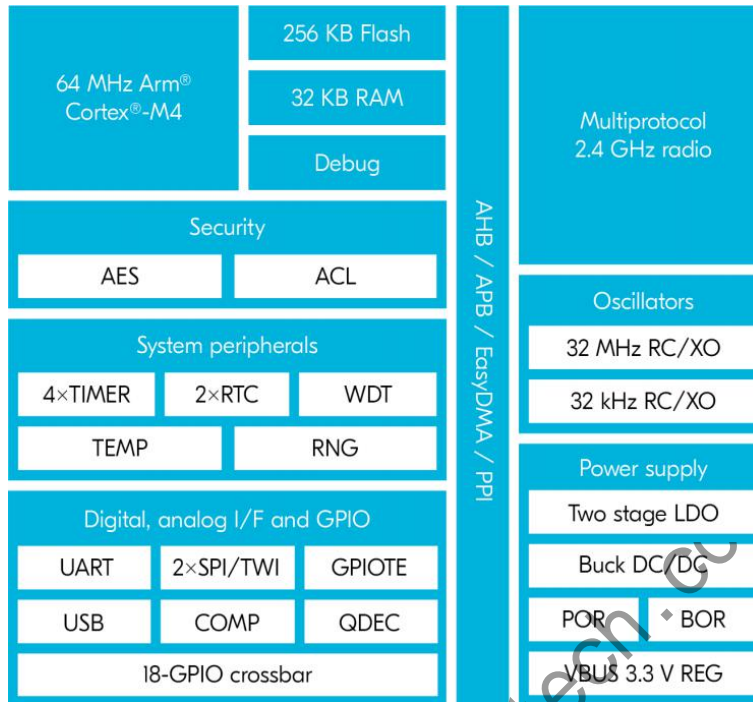 64 MHz Arm®
Cortex®-M4
256 KB Flash
32 KB RAM
Debug
Security
AES
ACL
System peripherals
4×TIMER
2×RTC
WDT
TEMP
RNG
Digital, analog I/F and GPIO
UART
2×SPI/TWI
GPIOTE
USB
COMP
QDEC
18-GPIO crossbar
AHB / APB / EasyDMA / PPI
Multiprotocol
2.4 GHz radio
Oscillators
32 MHz RC/XO
32 kHz RC/XO
Power supply
Two stage LDO
Buck DC/DC
POR
BOR
VBUS 3.3 V REG